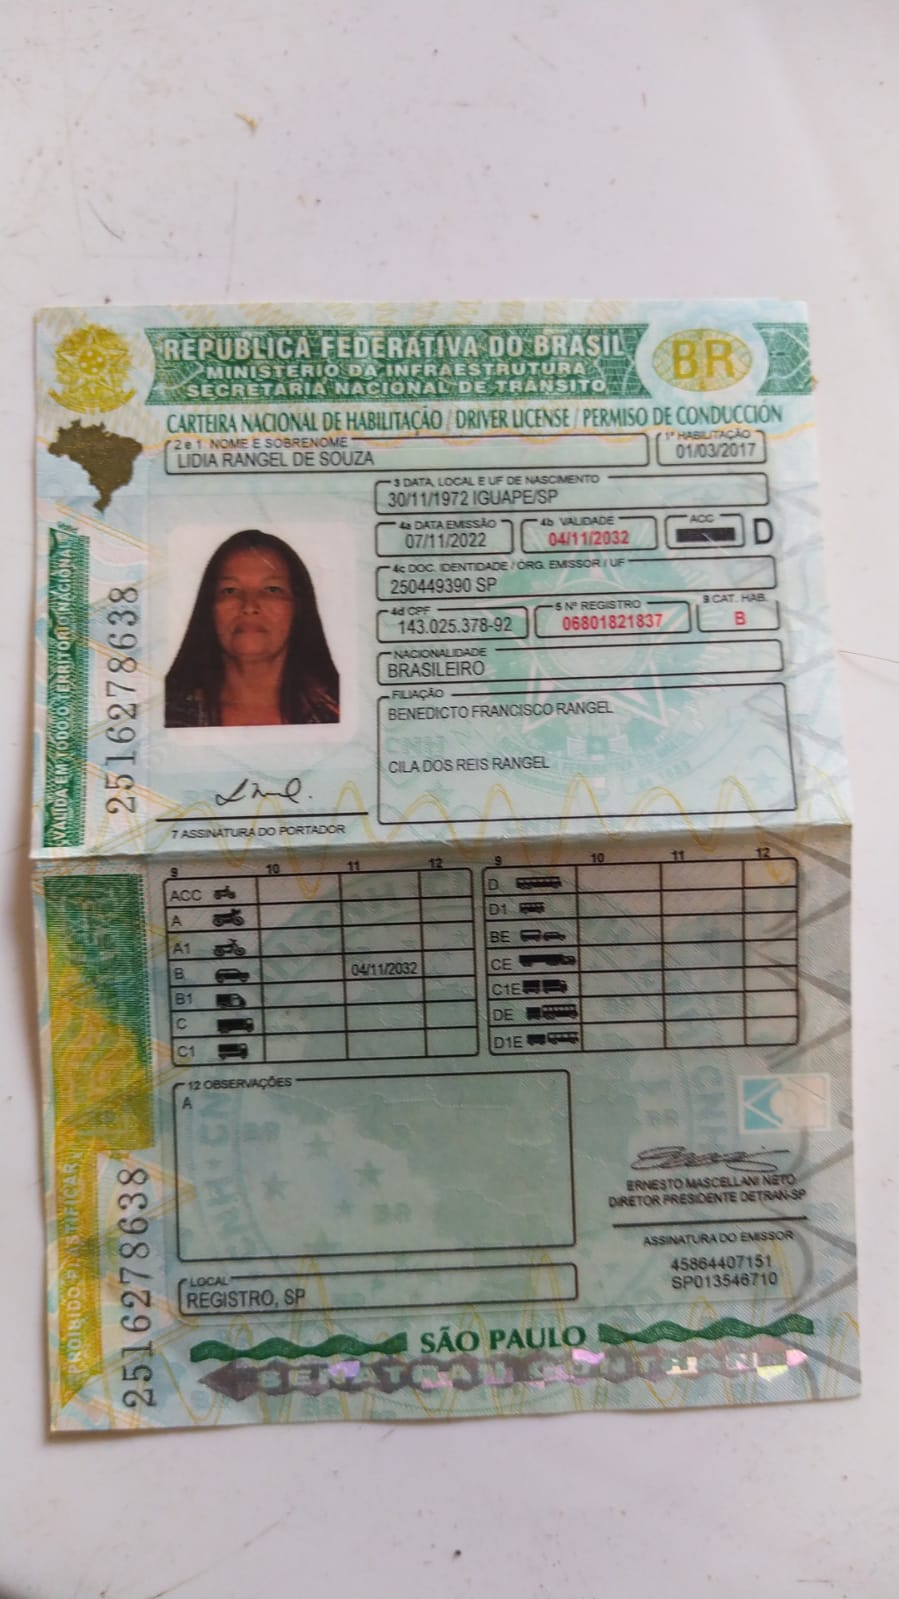 REPÚBLICA FEDERATIVA DO BRASIL
MINISTÉRIO DA INFRAESTRUTURA
SECRETARIA NACIONAL DE TRÂNSITO
BR
CARTEIRA NACIONAL DE HABILITAÇÃO / DRIVER LICENSE / PERMISO DE CONDUCCIÓN
2 e 1 NOME E SOBRENOME
LIDIA RANGEL DE SOUZA
1ª HABILITAÇÃO
01/03/2017
3 DATA, LOCAL E UF DE NASCIMENTO
30/11/1972 IGUAPE/SP
4a DATA EMISSÃO
07/11/2022
4b VALIDADE
04/11/2032
ACC
D
4c DOC. IDENTIDADE / ÓRG. EMISSOR / UF
250449390 SP
4d CPF
143.025.378-92
5 Nº REGISTRO
06801821837
9 CAT. HAB.
B
NACIONALIDADE
BRASILEIRO
FILIAÇÃO
BENEDICTO FRANCISCO RANGEL
CILA DOS REIS RANGEL
7 ASSINATURA DO PORTADOR
VÁLIDA EM TODO O TERRITÓRIO NACIONAL
2516278638
9 10 11 12
ACC
A
A1
B 04/11/2032
B1
C
C1
9 10 11 12
D
D1
BE
CE
C1E
DE
D1E
12 OBSERVAÇÕES
A
ERNESTO MASCELLANI NETO
DIRETOR PRESIDENTE DETRAN-SP
ASSINATURA DO EMISSOR
45864407151
SP013546710
LOCAL
REGISTRO, SP
PROIBIDO PLASTIFICAR
2516278638
SÃO PAULO
SENATRAN CONTRAN